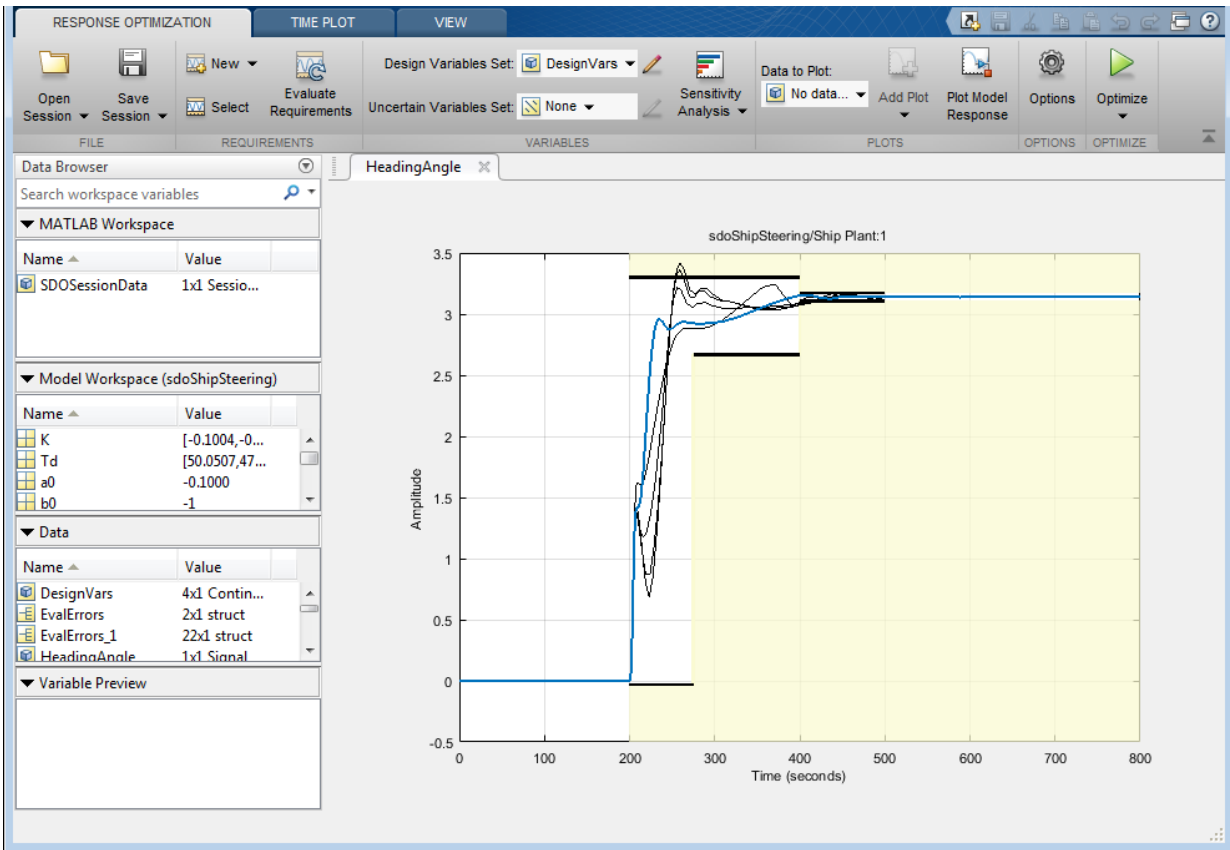 RESPONSE OPTIMIZATION TIME PLOT VIEW
New
Design Variables Set: DesignVars
Data to Plot:
Open Session
Save Session
Select
Evaluate Requirements
Uncertain Variables Set: None
Sensitivity Analysis
No data...
Add Plot
Plot Model Response
Options
Optimize
FILE REQUIREMENTS VARIABLES PLOTS OPTIONS OPTIMIZE
Data Browser
HeadingAngle
Search workspace variables
MATLAB Workspace
Name Value
SDOSessionData 1x1 Sessio...
Model Workspace (sdoShipSteering)
Name Value
K [-0.1004,-0...
Td [50.0507,47...
a0 -0.1000
b0 -1
Data
Name Value
DesignVars 4x1 Contin...
EvalErrors 2x1 struct
EvalErrors_1 22x1 struct
HeadingAngle 1x1 Signal
Variable Preview
sdoShipSteering/Ship Plant:1
3.5
3
2.5
2
1.5
1
0.5
0
-0.5
Amplitude
0 100 200 300 400 500 600 700 800
Time (seconds)